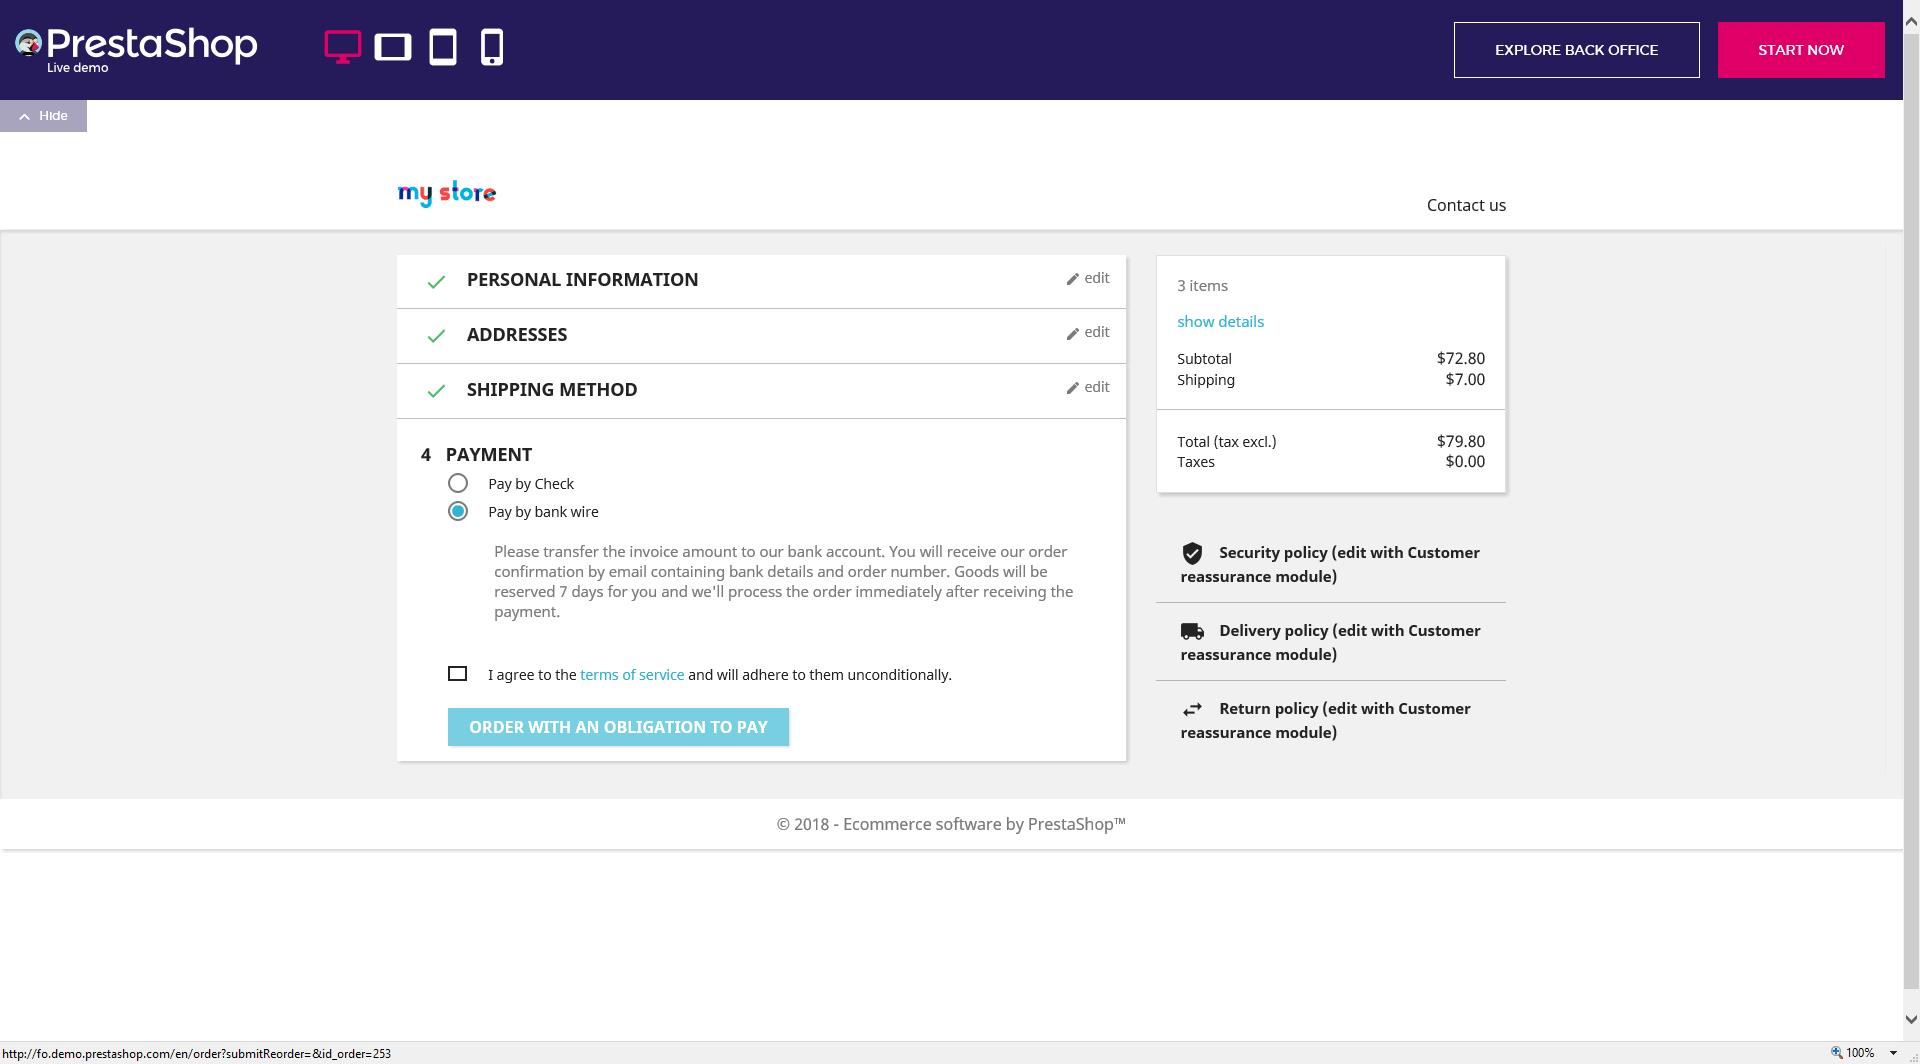 PrestaShop
Live demo
EXPLORE BACK OFFICE
START NOW
Hide
my store
Contact us
PERSONAL INFORMATION
edit
ADDRESSES
edit
SHIPPING METHOD
edit
4 PAYMENT
Pay by Check
Pay by bank wire
Please transfer the invoice amount to our bank account. You will receive our order
confirmation by email containing bank details and order number. Goods will be
reserved 7 days for you and we'll process the order immediately after receiving the
payment.
I agree to the terms of service and will adhere to them unconditionally.
ORDER WITH AN OBLIGATION TO PAY
3 items
show details
Subtotal $72.80
Shipping $7.00
Total (tax excl.) $79.80
Taxes $0.00
Security policy (edit with Customer
reassurance module)
Delivery policy (edit with Customer
reassurance module)
Return policy (edit with Customer
reassurance module)
© 2018 - Ecommerce software by PrestaShop™
http://fo.demo.prestashop.com/en/order?submitReorder=&id_order=253
100%